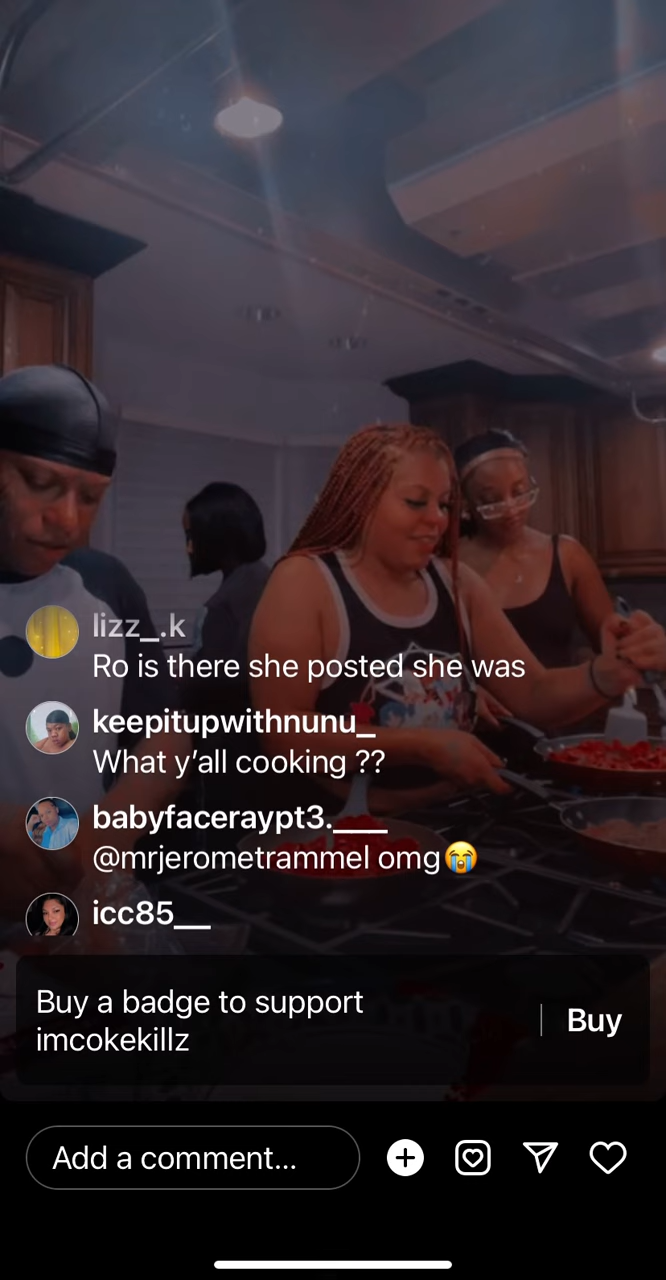 lizz_.k
Ro is there she posted she was
keepitupwithnunu_
What y’all cooking ??
babyfaceraypt3.___
@mrjerometrammel omg😭
icc85__
Buy a badge to support
imcokekillz
Buy
Add a comment...